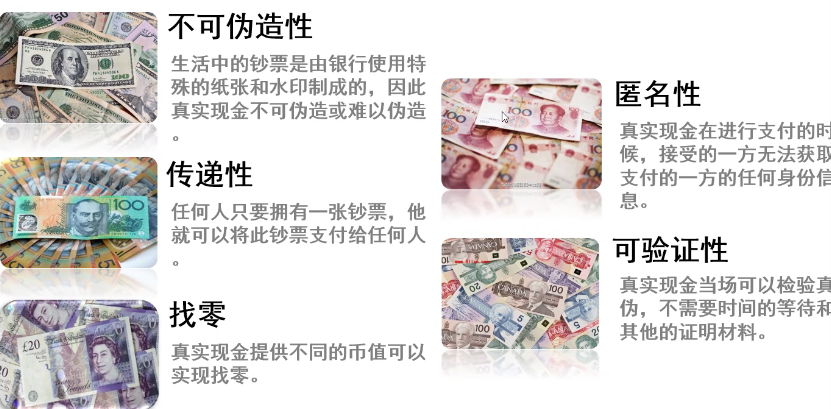 不可伪造性
生活中的钞票是由银行使用特
殊的纸张和水印制成的，因此
真实现金不可伪造或难以伪造
。
传递性
任何人只要拥有一张钞票，他
就可以将此钞票支付给任何人
。
找零
真实现金提供不同的币值可以
实现找零。
匿名性
真实现金在进行支付的时
候，接受的一方无法获取
支付的一方的任何身份信
息。
可验证性
真实现金当场可以检验真
伪，不需要时间的等待和
其他的证明材料。
100
£20
100
100
20
5
100